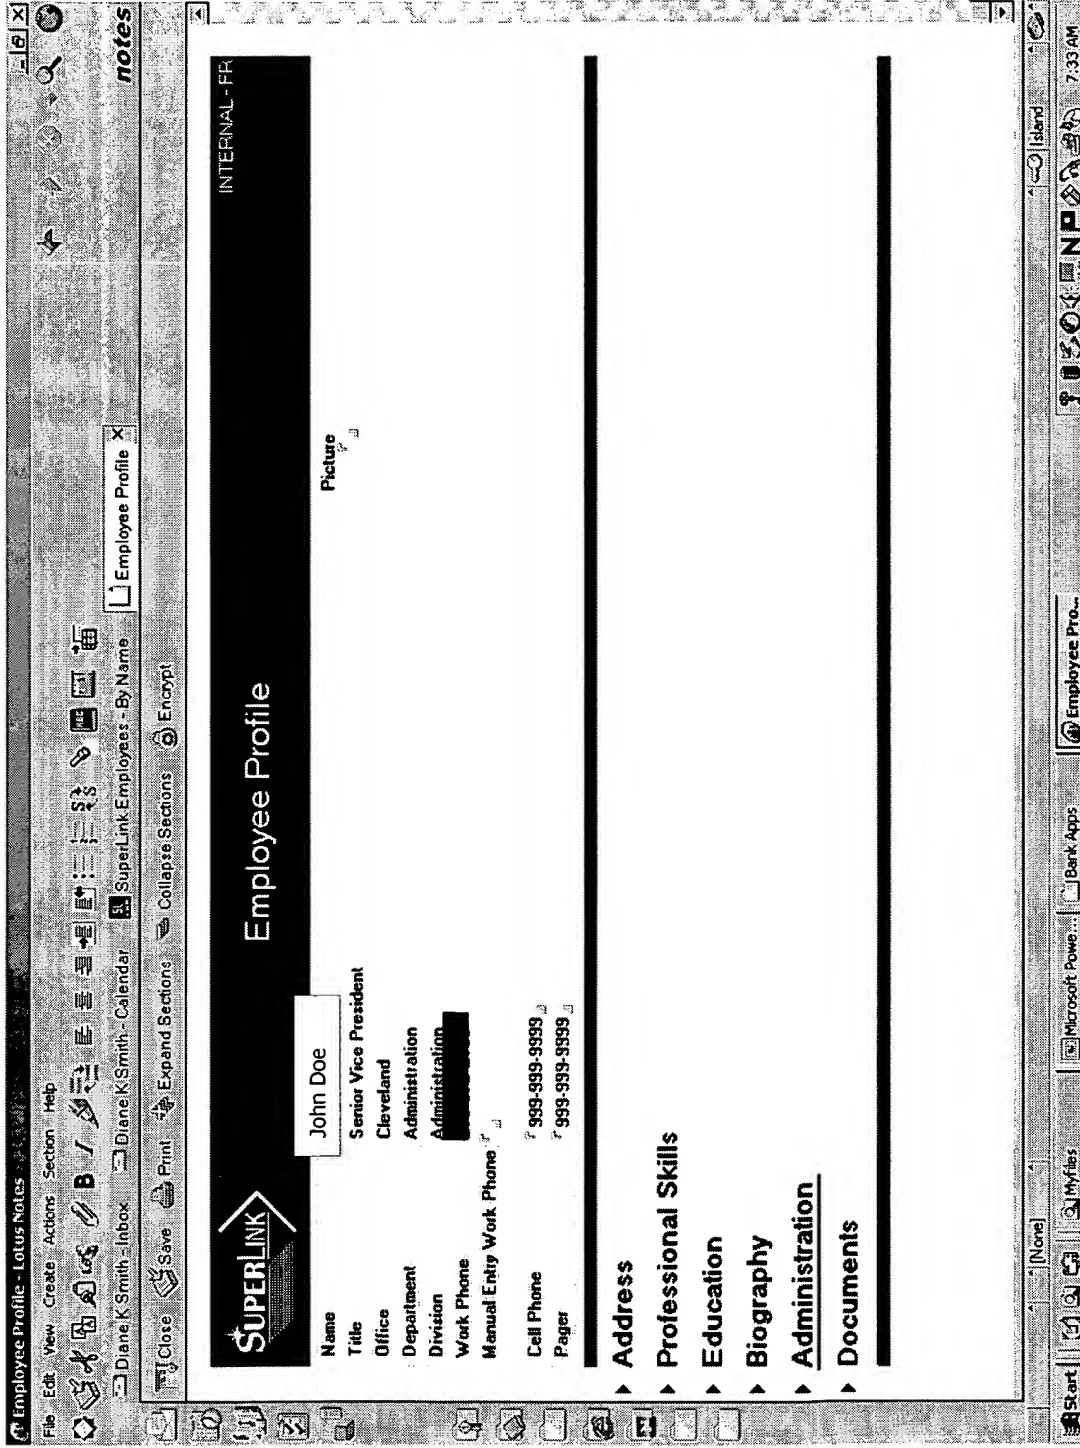 Employee Profile - Lotus Notes
File Edit View Create Actions Section Help
notes
Diane K Smith - Inbox Diane K Smith - Calendar SuperLink Employees - By Name Employee Profile
Close Save Print Expand Sections Collapse Sections Encrypt
SUPERLINK Employee Profile INTERNAL - FR
Name John Doe Picture
Title Senior Vice President
Office Cleveland
Department Administration
Division Administration
Work Phone
Manual Entry Work Phone
Cell Phone 999-999-9999
Pager 999-999-9999
Address
Professional Skills
Education
Biography
Administration
Documents
[None] Island
Start Myfiles Microsoft Powe... Bank Apps Employee Pro... 7:33 AM